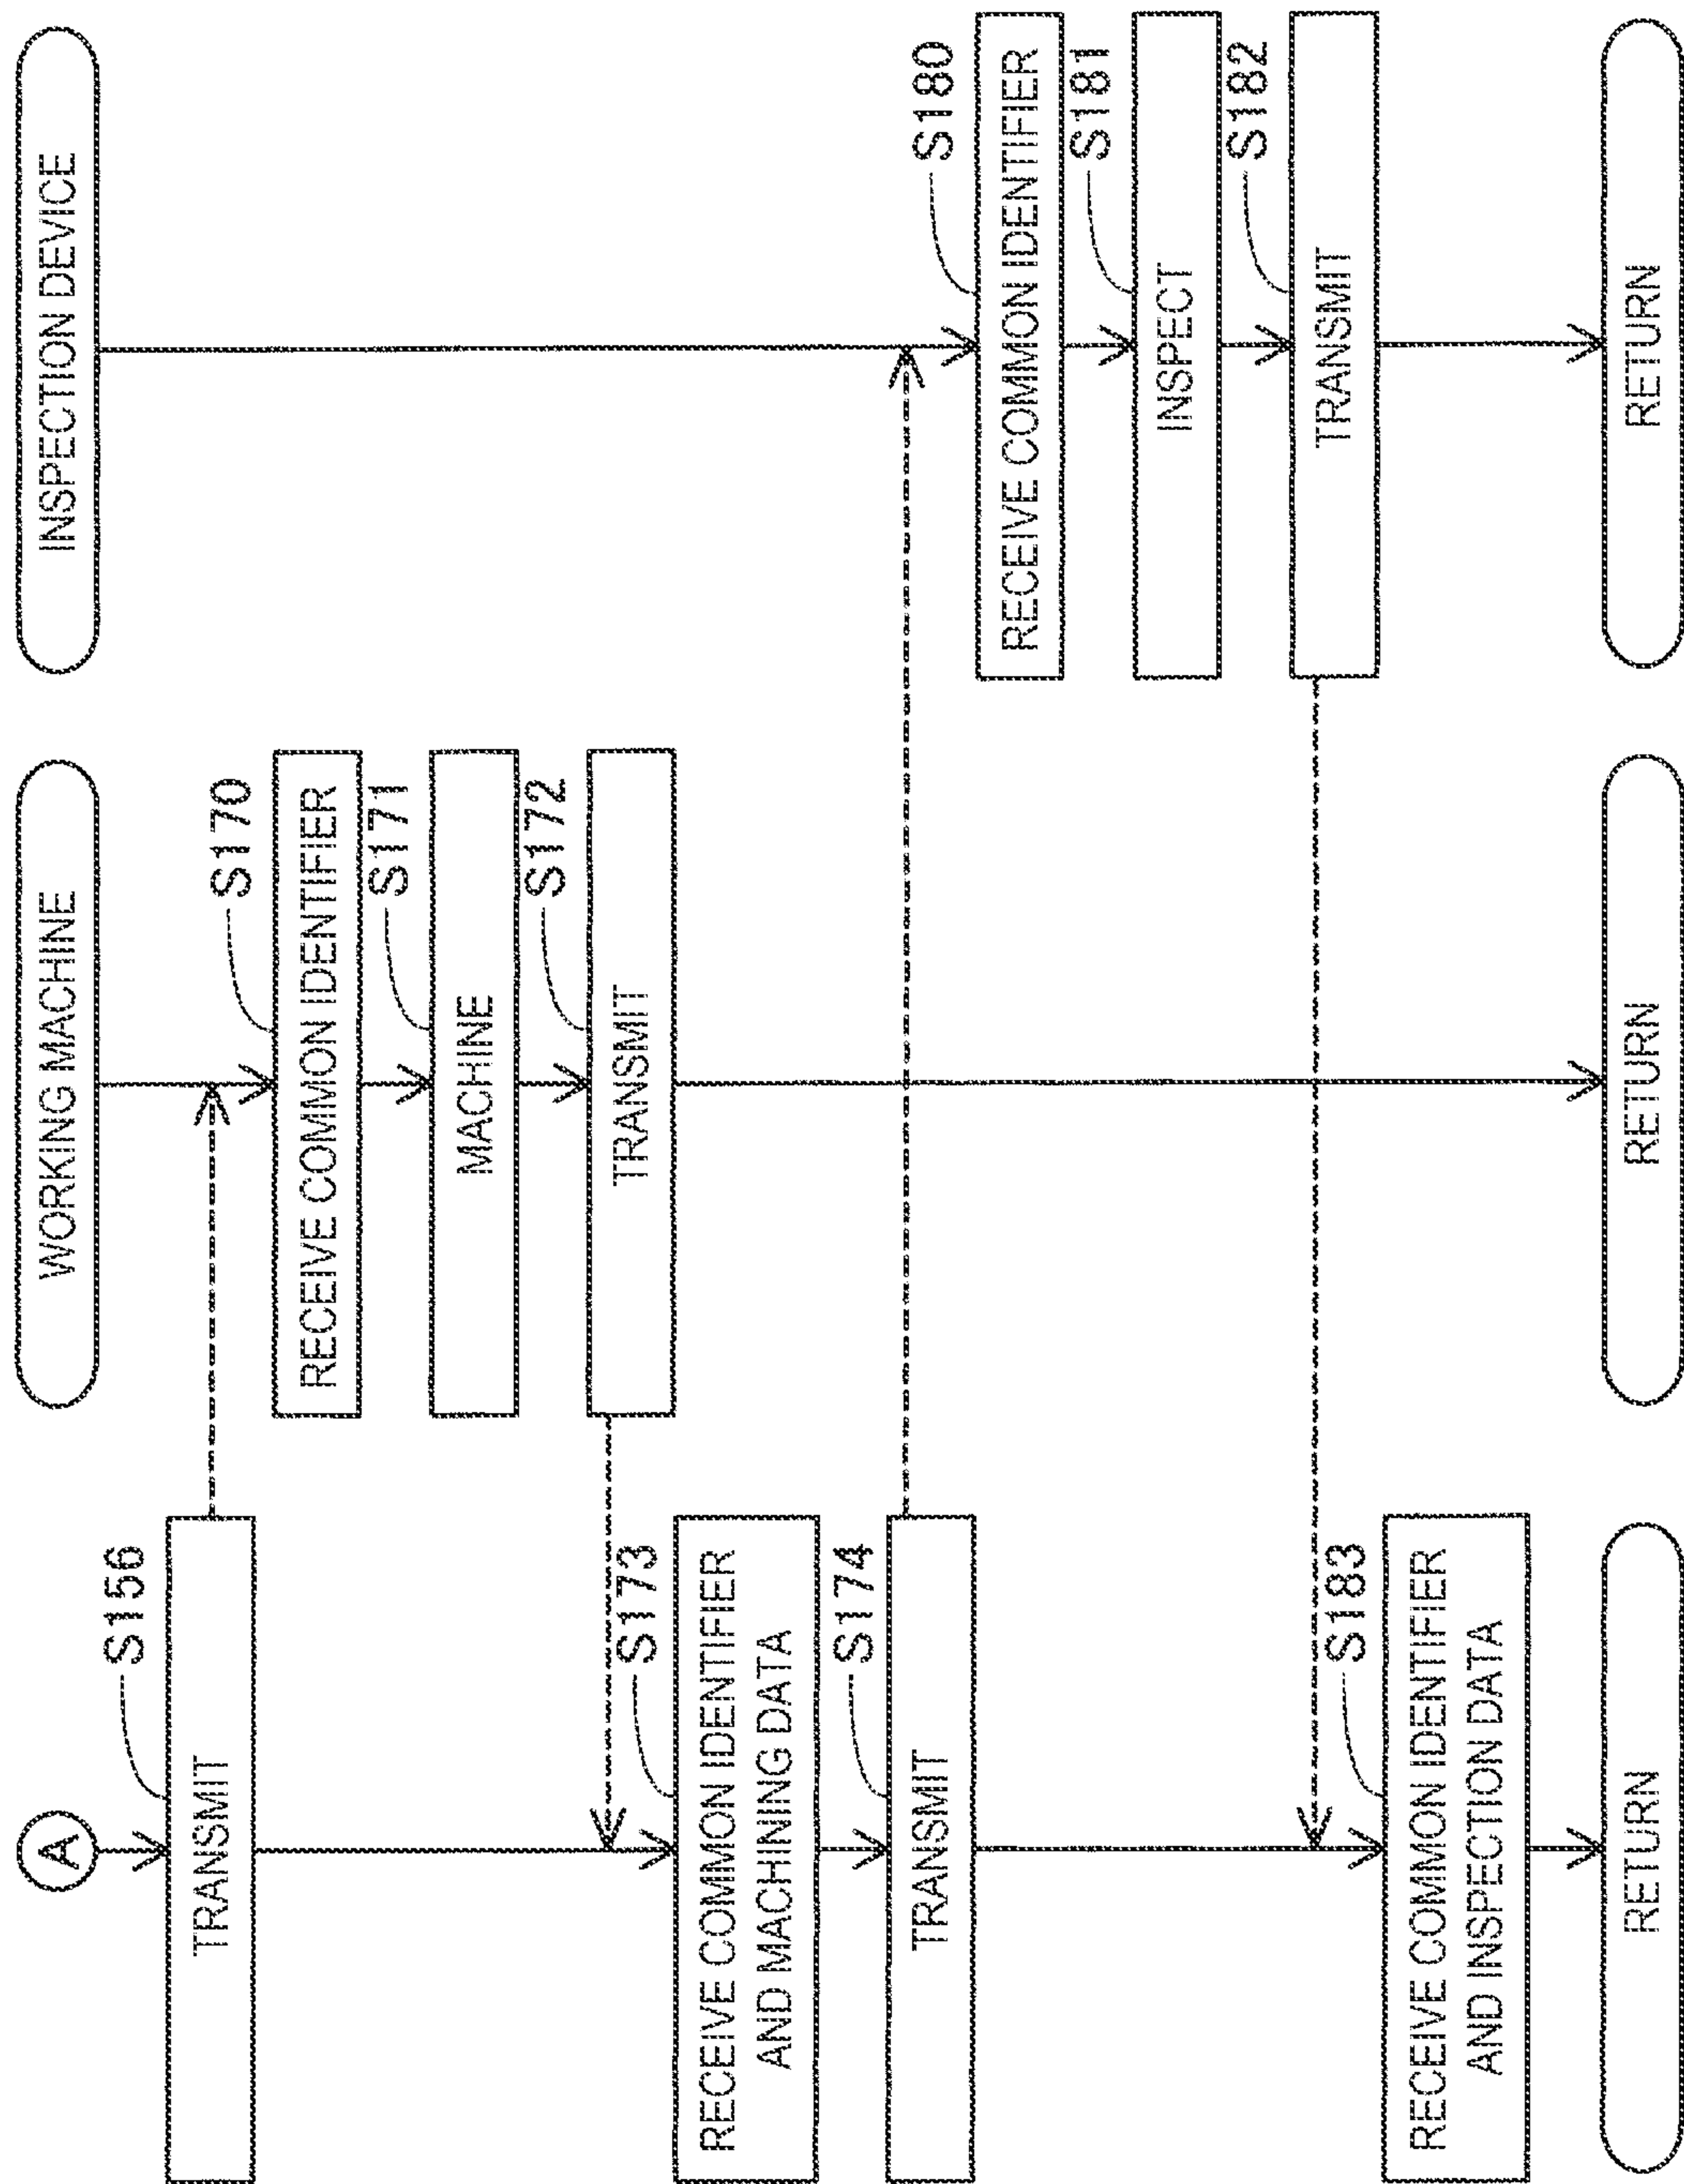 A
S156
TRANSMIT
S173
RECEIVE COMMON IDENTIFIER
AND MACHINING DATA
S174
TRANSMIT
S183
RECEIVE COMMON IDENTIFIER
AND INSPECTION DATA
RETURN
WORKING MACHINE
S170
RECEIVE COMMON IDENTIFIER
S171
MACHINE
S172
TRANSMIT
RETURN
INSPECTION DEVICE
S180
RECEIVE COMMON IDENTIFIER
S181
INSPECT
S182
TRANSMIT
RETURN